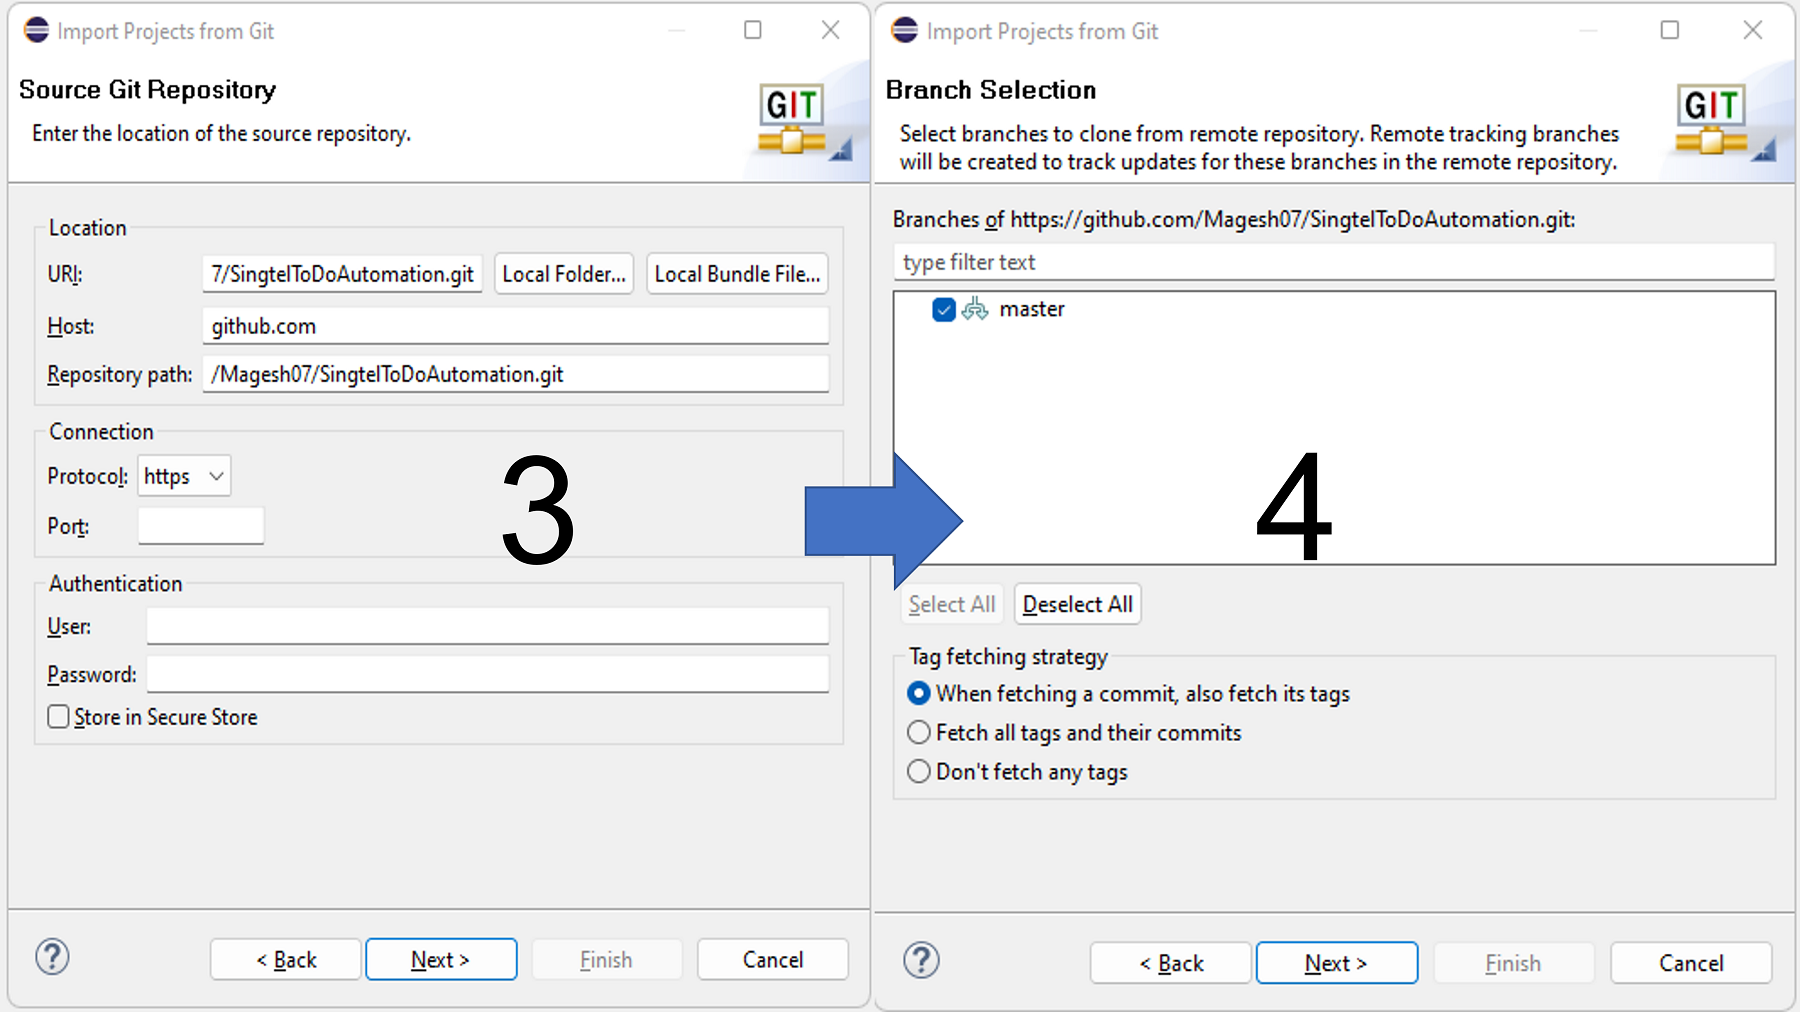 Import Projects from Git
Source Git Repository
Enter the location of the source repository.
GIT
Location
URI: 7/SingtelToDoAutomation.git Local Folder... Local Bundle File...
Host: github.com
Repository path: /Magesh07/SingtelToDoAutomation.git
Connection
Protocol: https
Port:
3
Authentication
User:
Password:
Store in Secure Store
? < Back Next > Finish Cancel
Import Projects from Git
Branch Selection
Select branches to clone from remote repository. Remote tracking branches
will be created to track updates for these branches in the remote repository.
GIT
Branches of https://github.com/Magesh07/SingtelToDoAutomation.git:
type filter text
master
4
Select All Deselect All
Tag fetching strategy
When fetching a commit, also fetch its tags
Fetch all tags and their commits
Don't fetch any tags
? < Back Next > Finish Cancel